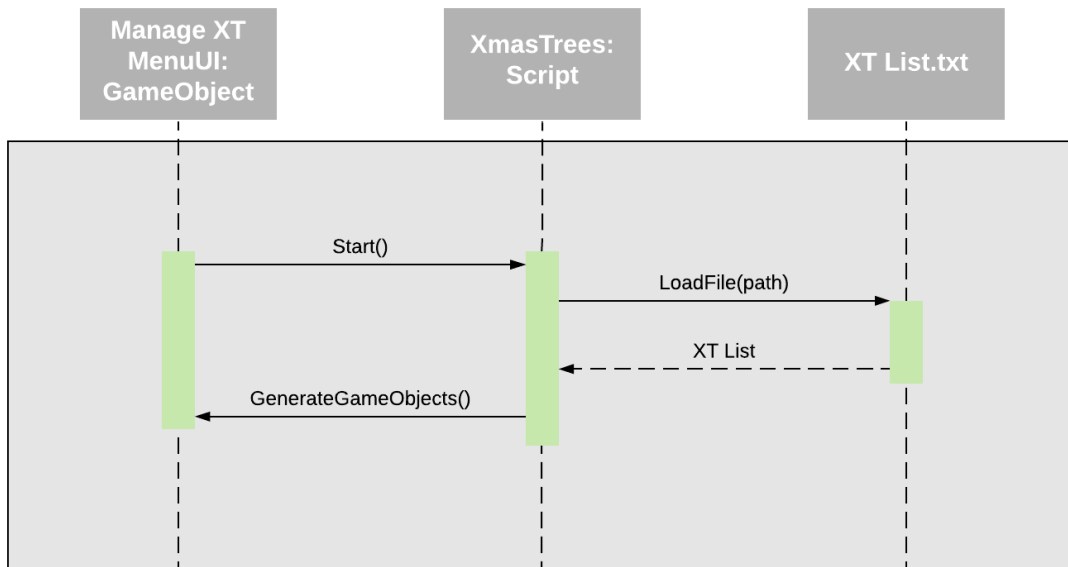 Manage XT
MenuUI:
GameObject
XmasTrees:
Script
XT List.txt
Start()
LoadFile(path)
XT List
GenerateGameObjects()